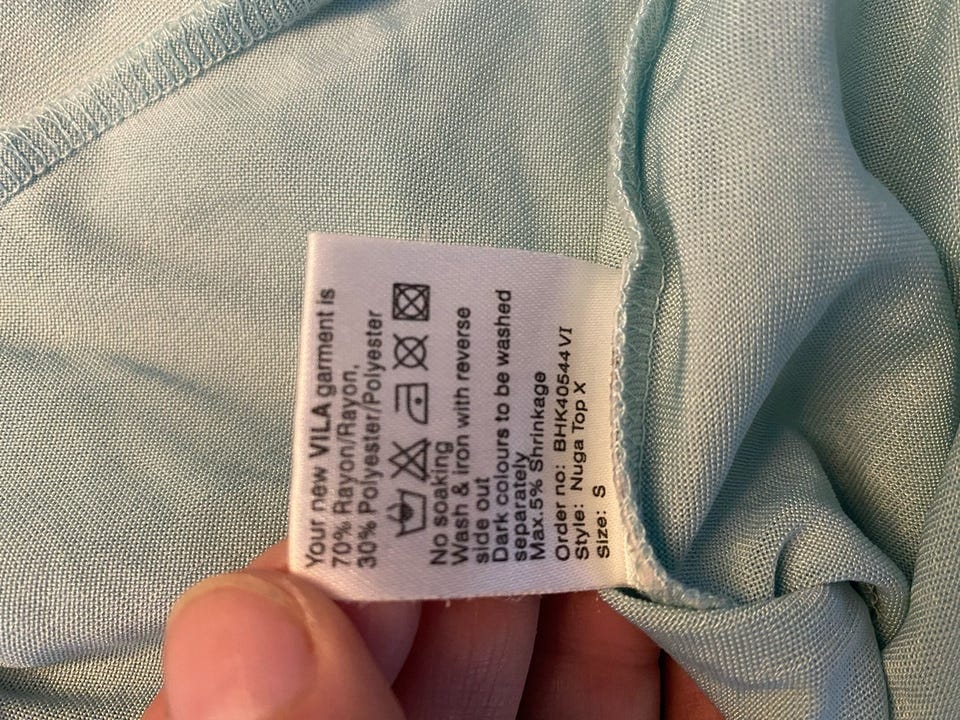 Your new VILA garment is
70% Rayon/Rayon,
30% Polyester/Polyester
No soaking
Wash & iron with reverse
side out
Dark colours to be washed
separately
Max.5% Shrinkage
Order no: BHK40544VI
Style: Nuga Top X
Size: S